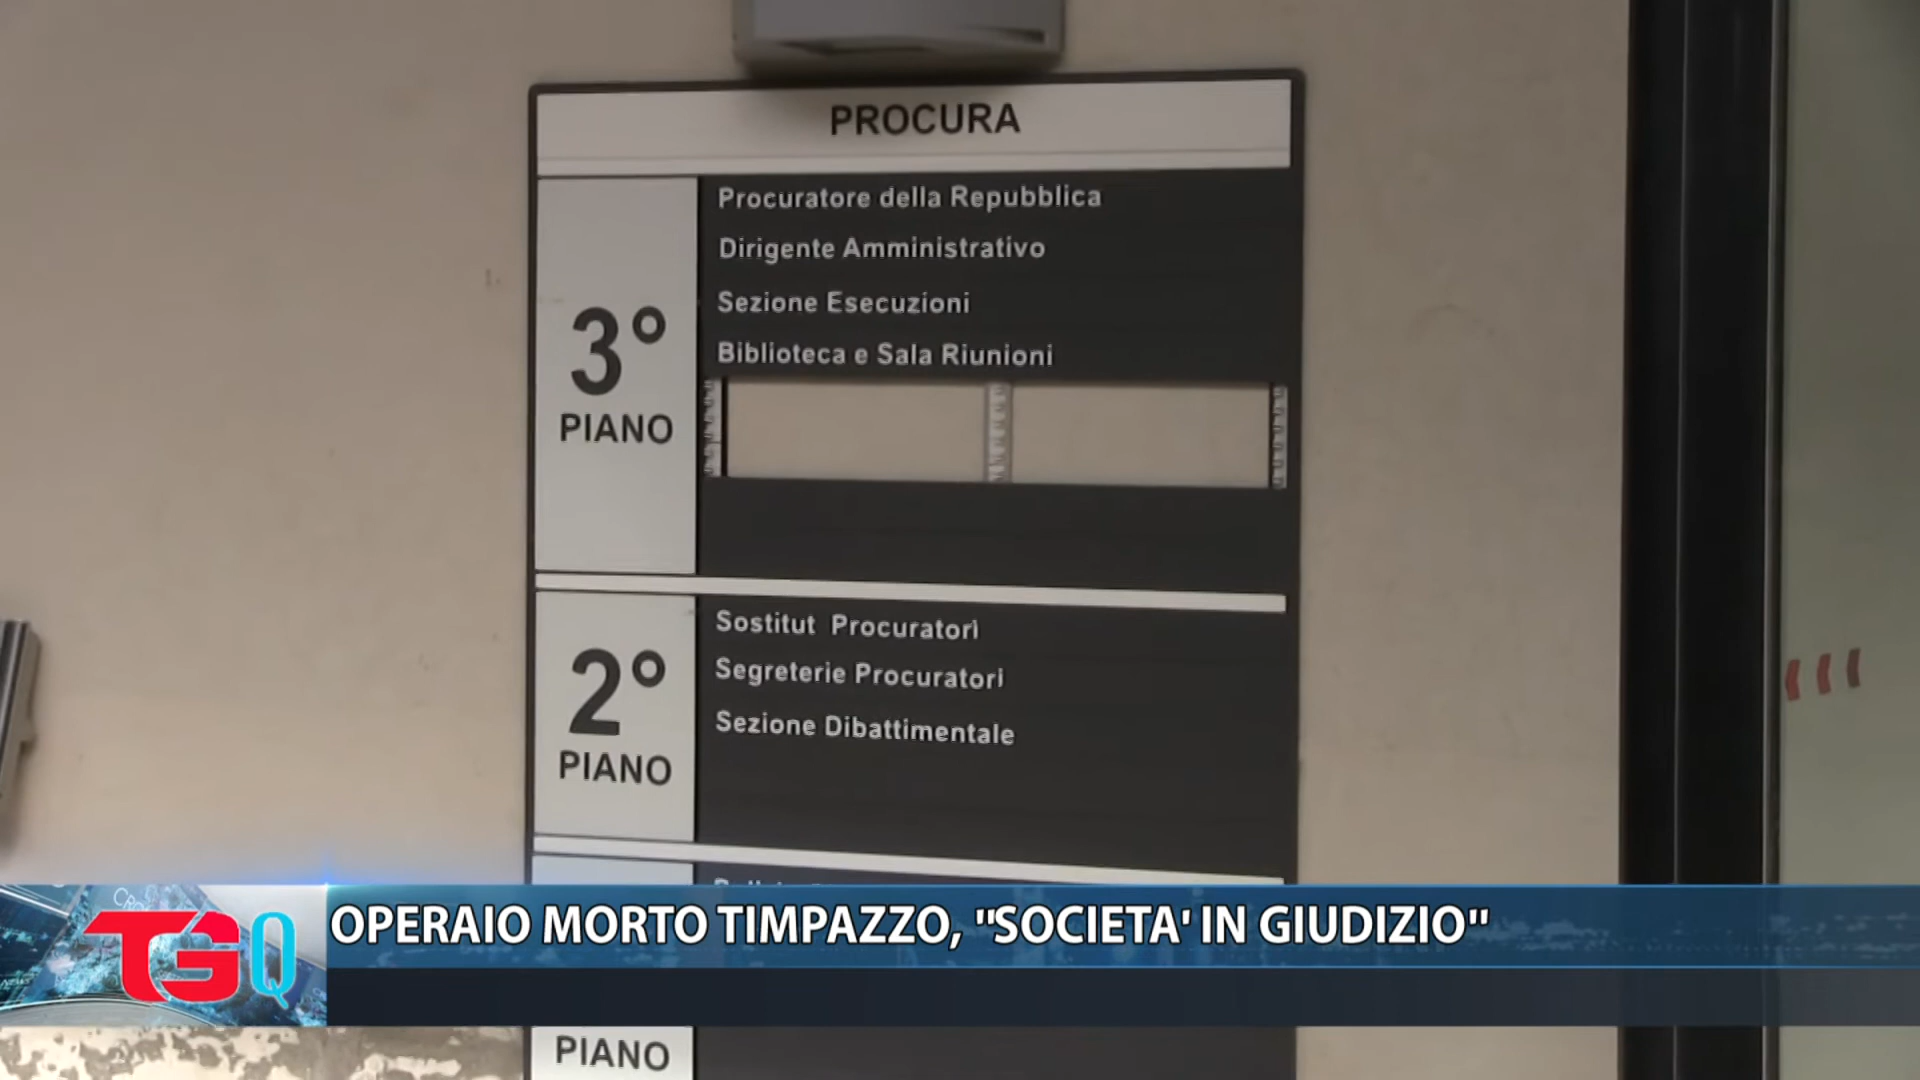 PROCURA
3°
PIANO
Procuratore della Repubblica
Dirigente Amministrativo
Sezione Esecuzioni
Biblioteca e Sala Riunioni
2°
PIANO
Sostitut Procuratori
Segreterie Procuratori
Sezione Dibattimentale
TGQ
OPERAIO MORTO TIMPAZZO, "SOCIETA' IN GIUDIZIO"
PIANO